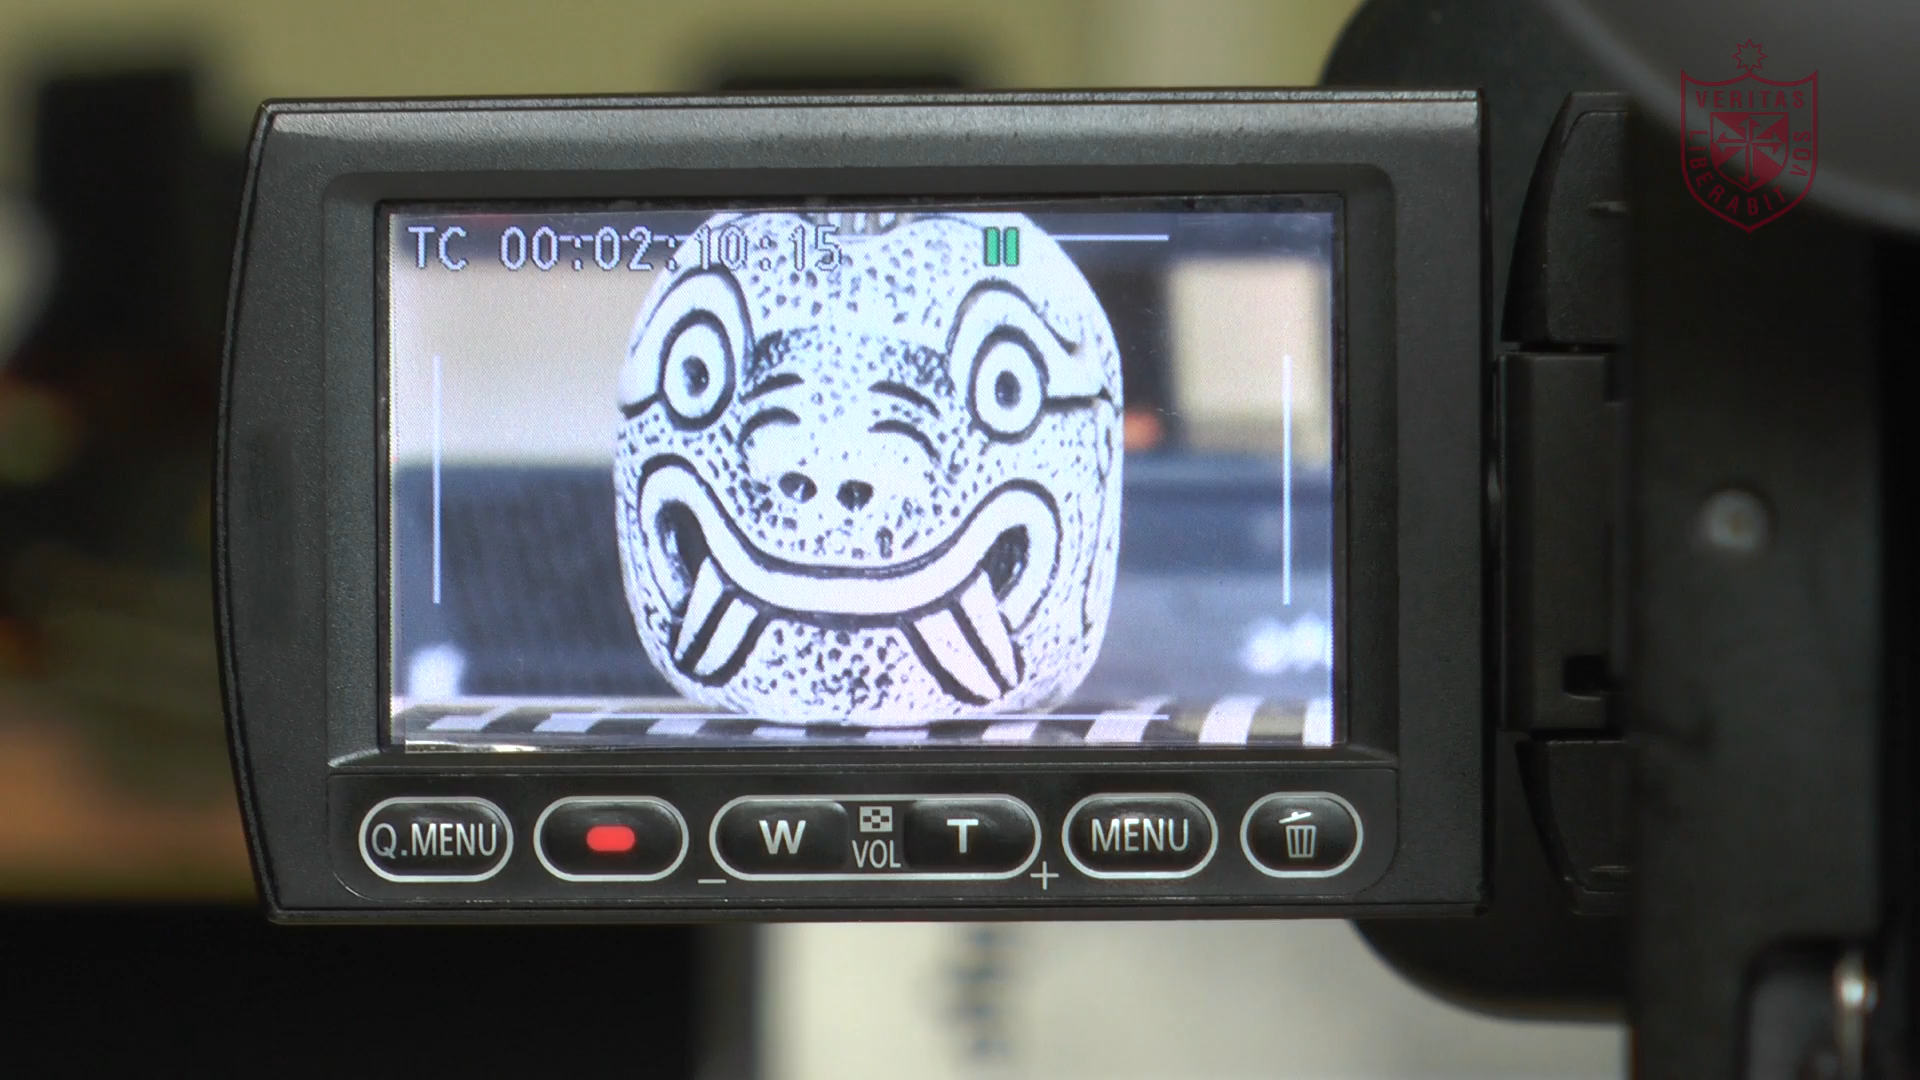 VERITAS
LIBERABIT
VOS
TC 00:02:10:15
Q.MENU
W
VOL
T
MENU
-
+